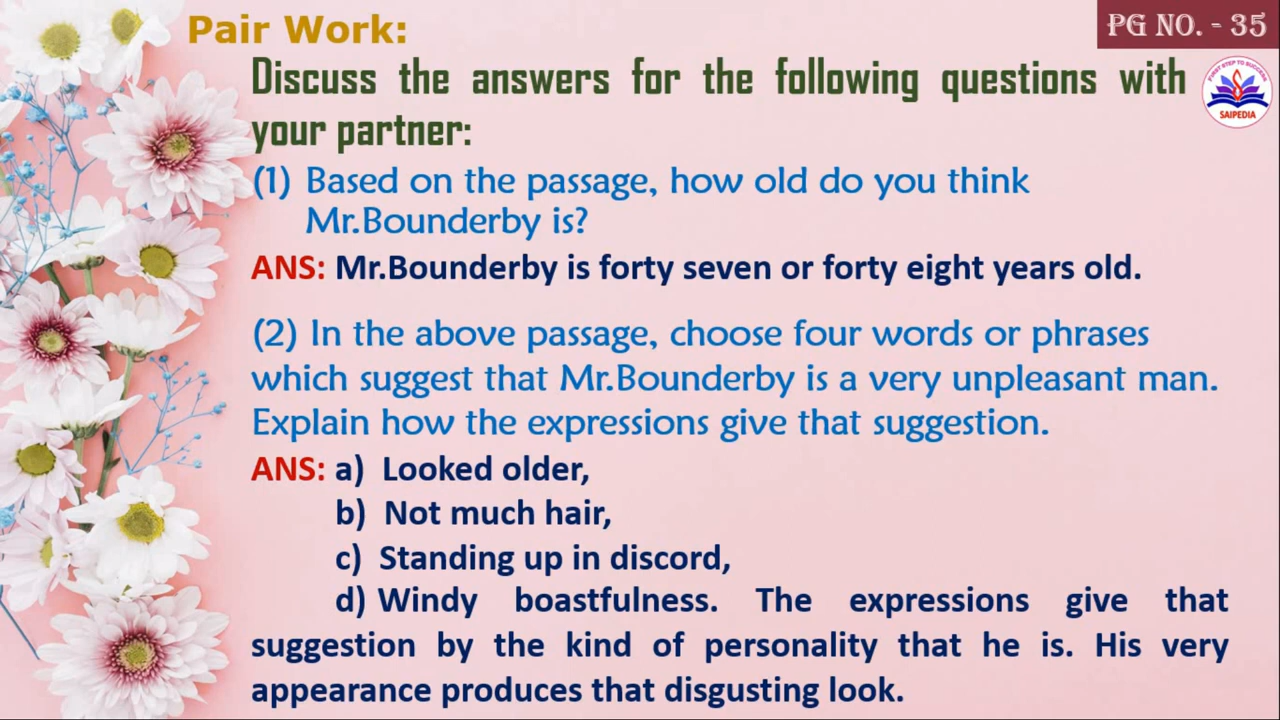 Pair Work:
PG NO. - 35
Discuss the answers for the following questions with
your partner:
FIRST STEP TO SUCCESS
SAIPEDIA
(1) Based on the passage, how old do you think
Mr.Bounderby is?
ANS: Mr.Bounderby is forty seven or forty eight years old.
(2) In the above passage, choose four words or phrases
which suggest that Mr.Bounderby is a very unpleasant man.
Explain how the expressions give that suggestion.
ANS: a) Looked older,
b) Not much hair,
c) Standing up in discord,
d) Windy boastfulness. The expressions give that
suggestion by the kind of personality that he is. His very
appearance produces that disgusting look.